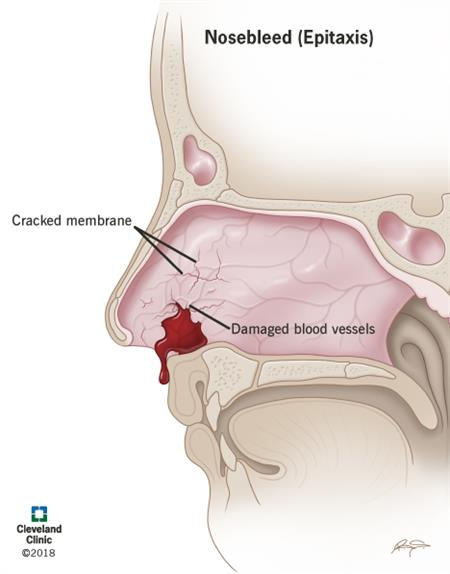 Nosebleed (Epitaxis)
Cracked membrane
Damaged blood vessels
Cleveland
Clinic
©2018